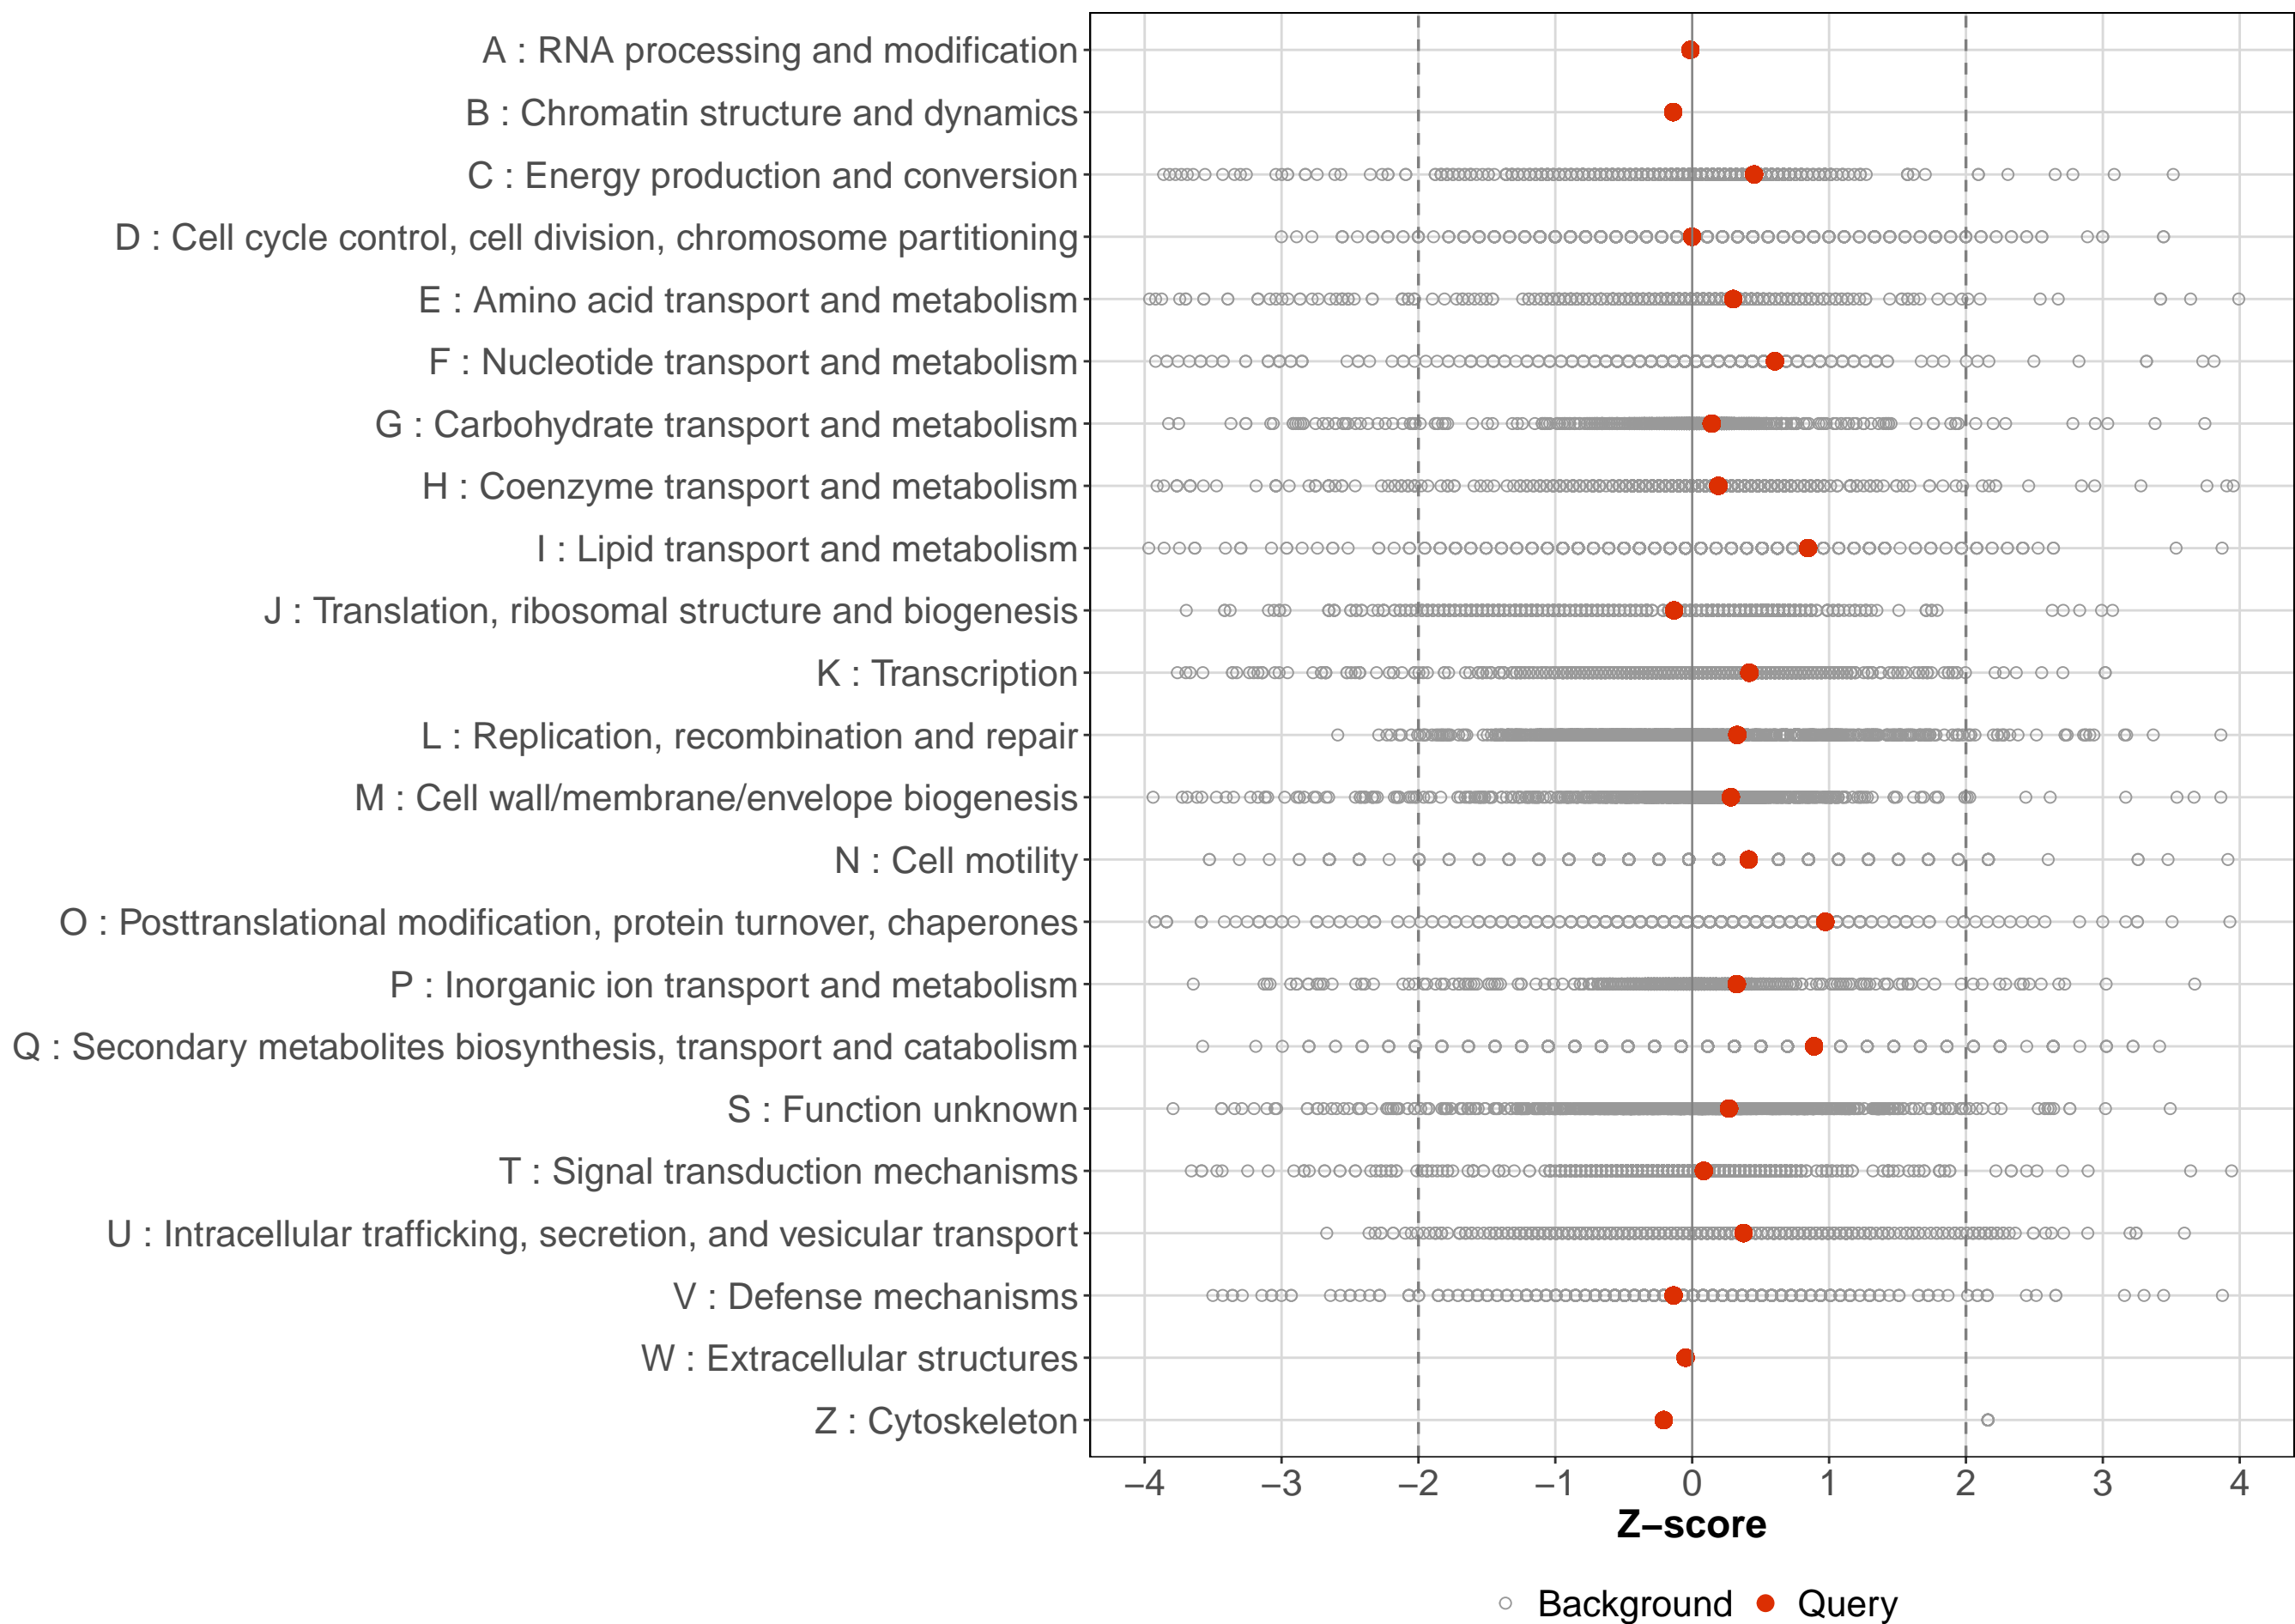 A : RNA processing and modification
B : Chromatin structure and dynamics
C : Energy production and conversion
D : Cell cycle control, cell division, chromosome partitioning
E : Amino acid transport and metabolism
F : Nucleotide transport and metabolism
G : Carbohydrate transport and metabolism
H : Coenzyme transport and metabolism
I : Lipid transport and metabolism
J : Translation, ribosomal structure and biogenesis
K : Transcription
L : Replication, recombination and repair
M : Cell wall/membrane/envelope biogenesis
N : Cell motility
O : Posttranslational modification, protein turnover, chaperones
P : Inorganic ion transport and metabolism
Q : Secondary metabolites biosynthesis, transport and catabolism
S : Function unknown
T : Signal transduction mechanisms
U : Intracellular trafficking, secretion, and vesicular transport
V : Defense mechanisms
W : Extracellular structures
Z : Cytoskeleton
−4 −3 −2 −1 0 1 2 3 4
Z−score
Background Query